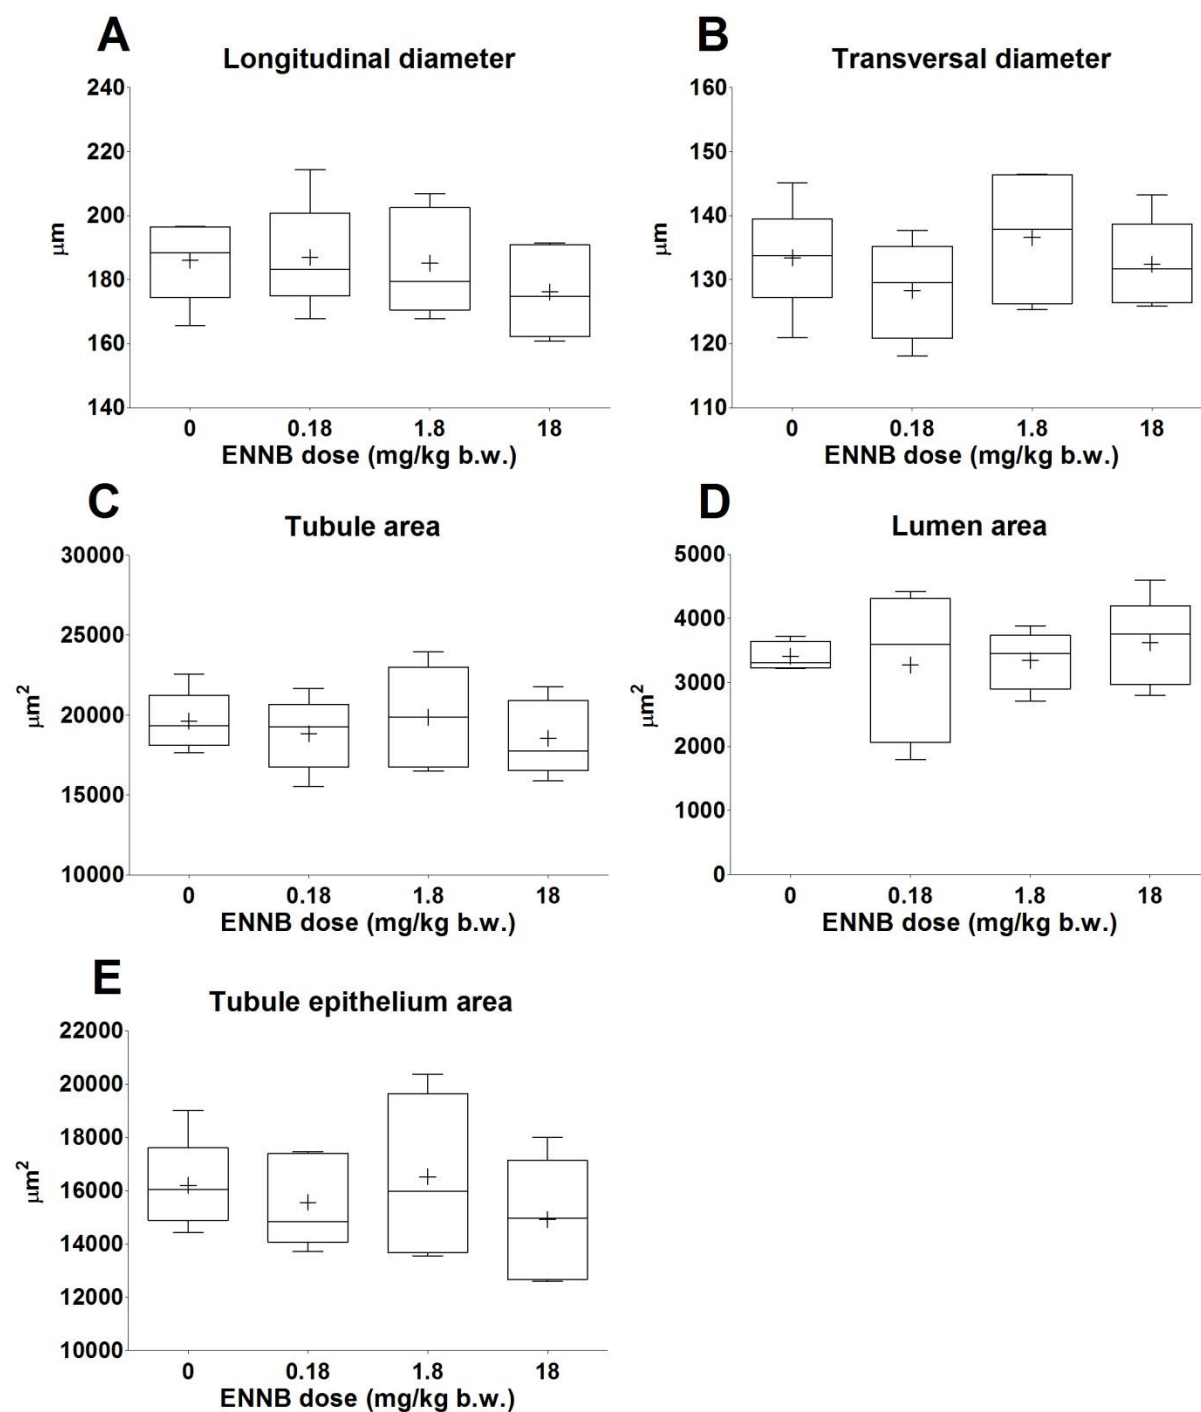 A
Longitudinal diameter
240
220
200
180
160
140
μm
0 0.18 1.8 18
ENNB dose (mg/kg b.w.)
B
Transversal diameter
160
150
140
130
120
110
μm
0 0.18 1.8 18
ENNB dose (mg/kg b.w.)
C
Tubule area
30000
25000
20000
15000
10000
μm²
0 0.18 1.8 18
ENNB dose (mg/kg b.w.)
D
Lumen area
5000
4000
3000
2000
1000
0
μm²
0 0.18 1.8 18
ENNB dose (mg/kg b.w.)
E
Tubule epithelium area
22000
20000
18000
16000
14000
12000
10000
μm²
0 0.18 1.8 18
ENNB dose (mg/kg b.w.)